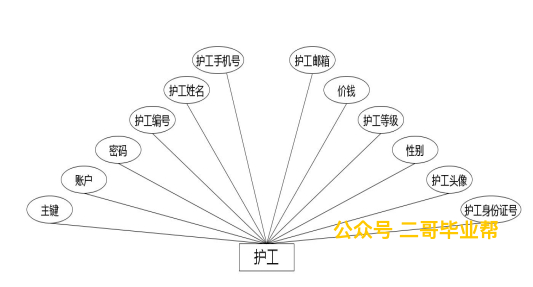 护工手机号
护工邮箱
护工姓名
价钱
护工编号
护工等级
密码
性别
账户
护工头像
主键
护工身份证号
公众号 二哥毕业帮
护工